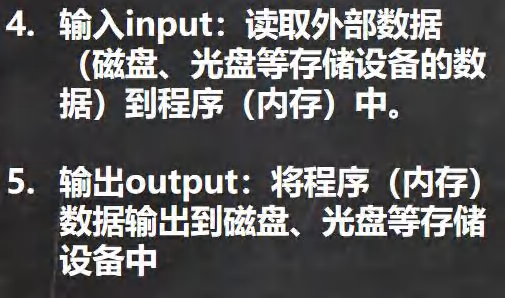 4. 输入input：读取外部数据
（磁盘、光盘等存储设备的数
据）到程序（内存）中。
5. 输出output：将程序（内存）
数据输出到磁盘、光盘等存储
设备中